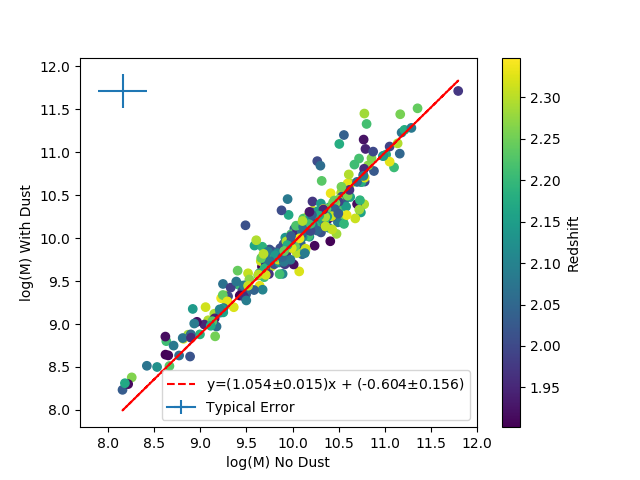 12.0
11.5
11.0
10.5
10.0
9.5
9.0
8.5
8.0
log(M) With Dust
8.0 8.5 9.0 9.5 10.0 10.5 11.0 11.5 12.0
log(M) No Dust
y=(1.054±0.015)x + (-0.604±0.156)
Typical Error
2.30
2.25
2.20
2.15
2.10
2.05
2.00
1.95
Redshift